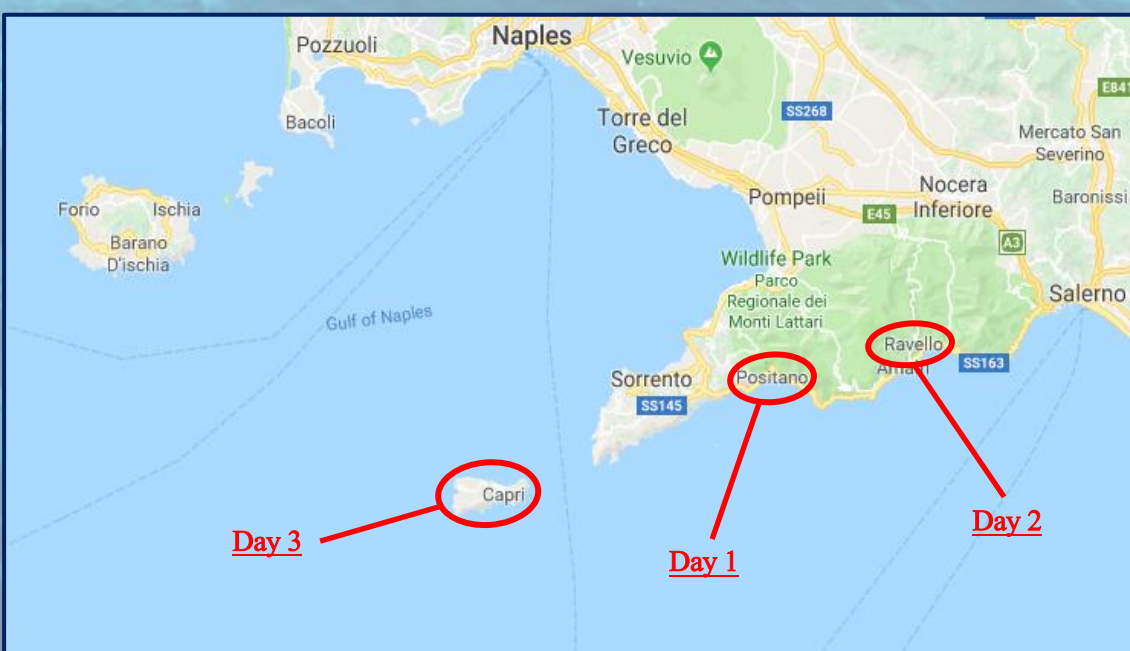 Naples
Pozzuoli
Vesuvio
E841
SS268
Torre del
Greco
Bacoli
Mercato San
Severino
Nocera
Inferiore
Pompeii
E45
Baronissi
Forio
Ischia
Barano
D'ischia
A3
Wildlife Park
Parco
Regionale dei
Monti Lattari
Salerno
Gulf of Naples
Ravello
SS163
Sorrento
Positano
SS145
Capri
Day 3
Day 1
Day 2